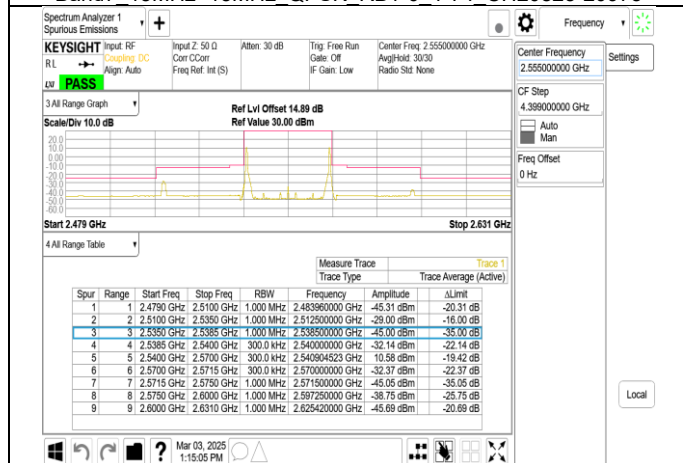 Spectrum Analyzer 1
Spurious Emissions
Frequency
KEYSIGHT
Input: RF
Input Z: 50 Ω
Atten: 30 dB
Trig: Free Run
Center Freq: 2.555000000 GHz
RL
Coupling: DC
Corr CCorr
Gate: Off
Avg|Hold: 30/30
Align: Auto
Freq Ref: Int (S)
IF Gain: Low
Radio Std: None
PASS
Center Frequency
2.555000000 GHz
Settings
CF Step
4.399000000 GHz
Auto
Man
Freq Offset
0 Hz
3 All Range Graph
Ref Lvl Offset 14.89 dB
Scale/Div 10.0 dB
Ref Value 30.00 dBm
20.0
10.0
0.00
-10.0
-20.0
-30.0
-40.0
-50.0
-60.0
Start 2.479 GHz
Stop 2.631 GHz
4 All Range Table
Measure Trace
Trace 1
Trace Type
Trace Average (Active)
Spur Range Start Freq Stop Freq RBW Frequency Amplitude ΔLimit
1 1 2.4790 GHz 2.5100 GHz 1.000 MHz 2.483960000 GHz -45.31 dBm -20.31 dB
2 2 2.5100 GHz 2.5350 GHz 1.000 MHz 2.512500000 GHz -29.00 dBm -16.00 dB
3 3 2.5350 GHz 2.5385 GHz 1.000 MHz 2.538500000 GHz -45.00 dBm -35.00 dB
4 4 2.5385 GHz 2.5400 GHz 300.0 kHz 2.540000000 GHz -32.14 dBm -22.14 dB
5 5 2.5400 GHz 2.5700 GHz 300.0 kHz 2.540904523 GHz 10.58 dBm -19.42 dB
6 6 2.5700 GHz 2.5715 GHz 300.0 kHz 2.570000000 GHz -32.37 dBm -22.37 dB
7 7 2.5715 GHz 2.5750 GHz 1.000 MHz 2.571500000 GHz -45.05 dBm -35.05 dB
8 8 2.5750 GHz 2.6000 GHz 1.000 MHz 2.597250000 GHz -38.75 dBm -25.75 dB
9 9 2.6000 GHz 2.6310 GHz 1.000 MHz 2.625420000 GHz -45.69 dBm -20.69 dB
Local
Mar 03, 2025
1:15:05 PM